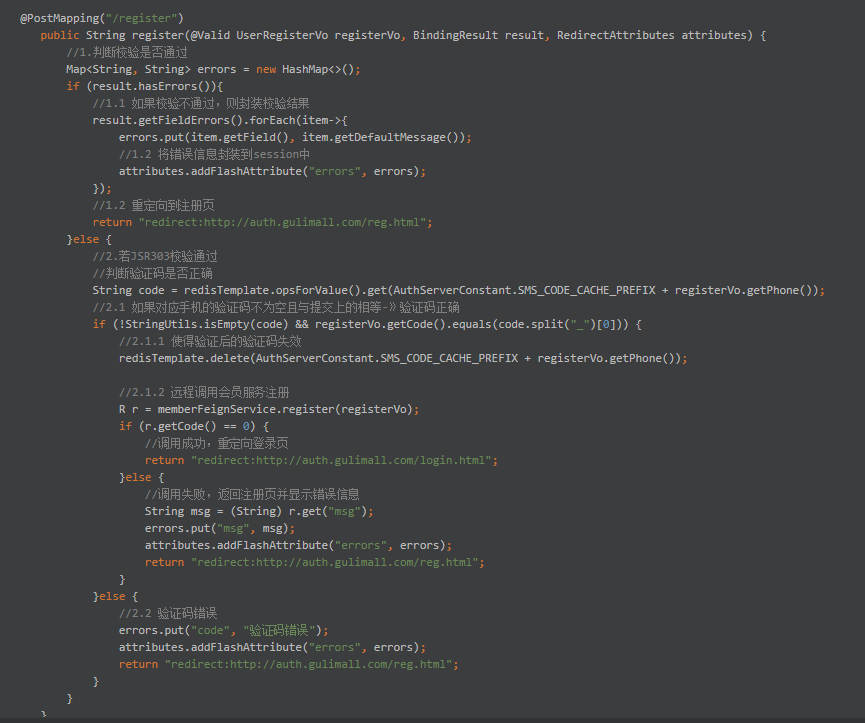 @PostMapping("/register")
public String register(@Valid UserRegisterVo registerVo, BindingResult result, RedirectAttributes attributes) {
//1.判断校验是否通过
Map<String, String> errors = new HashMap<>();
if (result.hasErrors()){
//1.1 如果校验不通过，则封装校验结果
result.getFieldErrors().forEach(item->{
errors.put(item.getField(), item.getDefaultMessage());
//1.2 将错误信息封装到session中
attributes.addFlashAttribute("errors", errors);
});
//1.2 重定向到注册页
return "redirect:http://auth.gulimall.com/reg.html";
}else {
//2.若JSR303校验通过
//判断验证码是否正确
String code = redisTemplate.opsForValue().get(AuthServerConstant.SMS_CODE_CACHE_PREFIX + registerVo.getPhone());
//2.1 如果对应手机的验证码不为空且与提交上的相等-》验证码正确
if (!StringUtils.isEmpty(code) && registerVo.getCode().equals(code.split("_")[0])) {
//2.1.1 使得验证后的验证码失效
redisTemplate.delete(AuthServerConstant.SMS_CODE_CACHE_PREFIX + registerVo.getPhone());
//2.1.2 远程调用会员服务注册
R r = memberFeignService.register(registerVo);
if (r.getCode() == 0) {
//调用成功，重定向登录页
return "redirect:http://auth.gulimall.com/login.html";
}else {
//调用失败，返回注册页并显示错误信息
String msg = (String) r.get("msg");
errors.put("msg", msg);
attributes.addFlashAttribute("errors", errors);
return "redirect:http://auth.gulimall.com/reg.html";
}
}else {
//2.2 验证码错误
errors.put("code", "验证码错误");
attributes.addFlashAttribute("errors", errors);
return "redirect:http://auth.gulimall.com/reg.html";
}
}
}